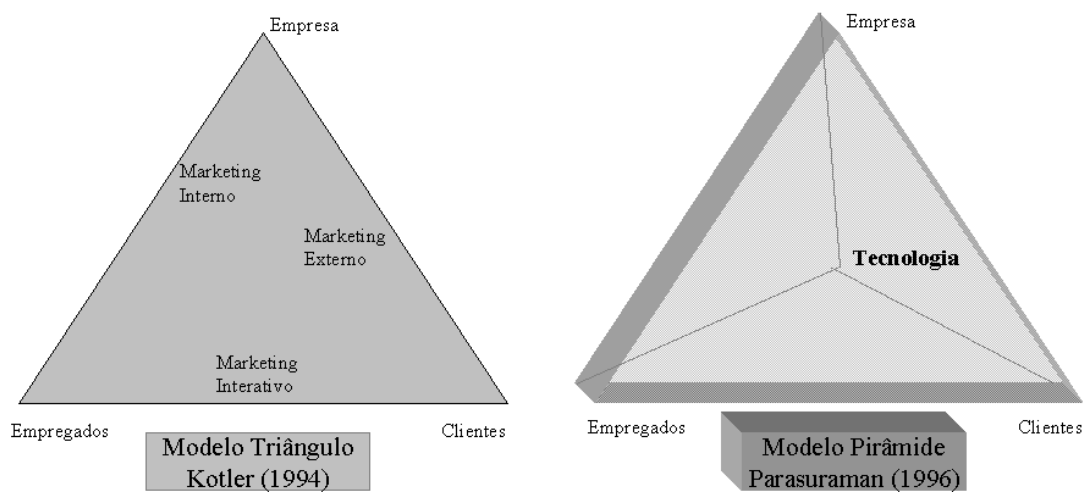 Empresa
Marketing
Interno
Marketing
Externo
Marketing
Interativo
Empregados
Clientes
Modelo Triângulo
Kotler (1994)
Empresa
Tecnologia
Empregados
Clientes
Modelo Pirâmide
Parasuraman (1996)